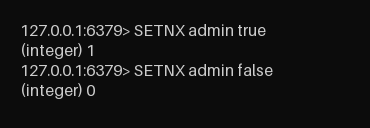 127.0.0.1:6379> SETNX admin true
(integer) 1
127.0.0.1:6379> SETNX admin false
(integer) 0